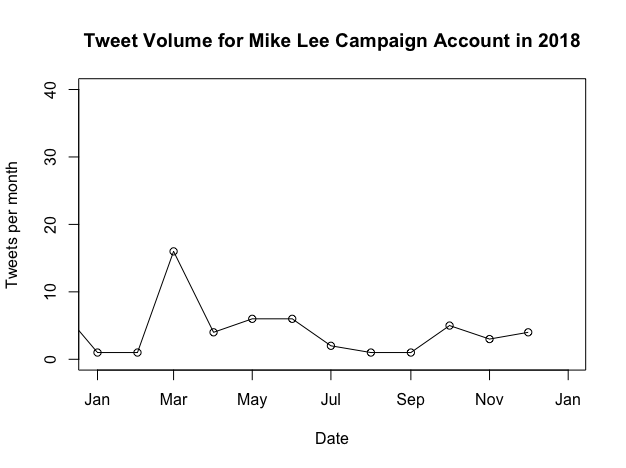 Tweet Volume for Mike Lee Campaign Account in 2018
Tweets per month
40
30
20
10
0
Jan Mar May Jul Sep Nov Jan
Date